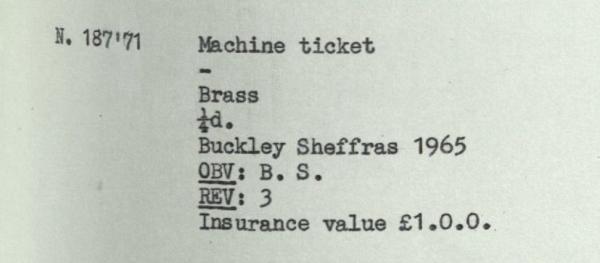 N. 187'71 Machine ticket
-
Brass
¼d.
Buckley Sheffras 1965
OBV: B. S.
REV: 3
Insurance value £1.0.0.